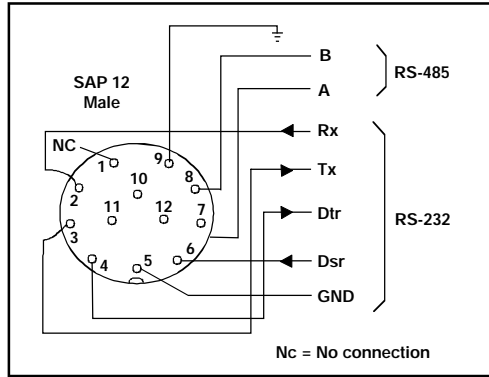 SAP 12
Male
NC
1
2
3
4
5
6
7
8
9
10
11
12
B
A
RS-485
Rx
Tx
Dtr
Dsr
GND
RS-232
Nc = No connection